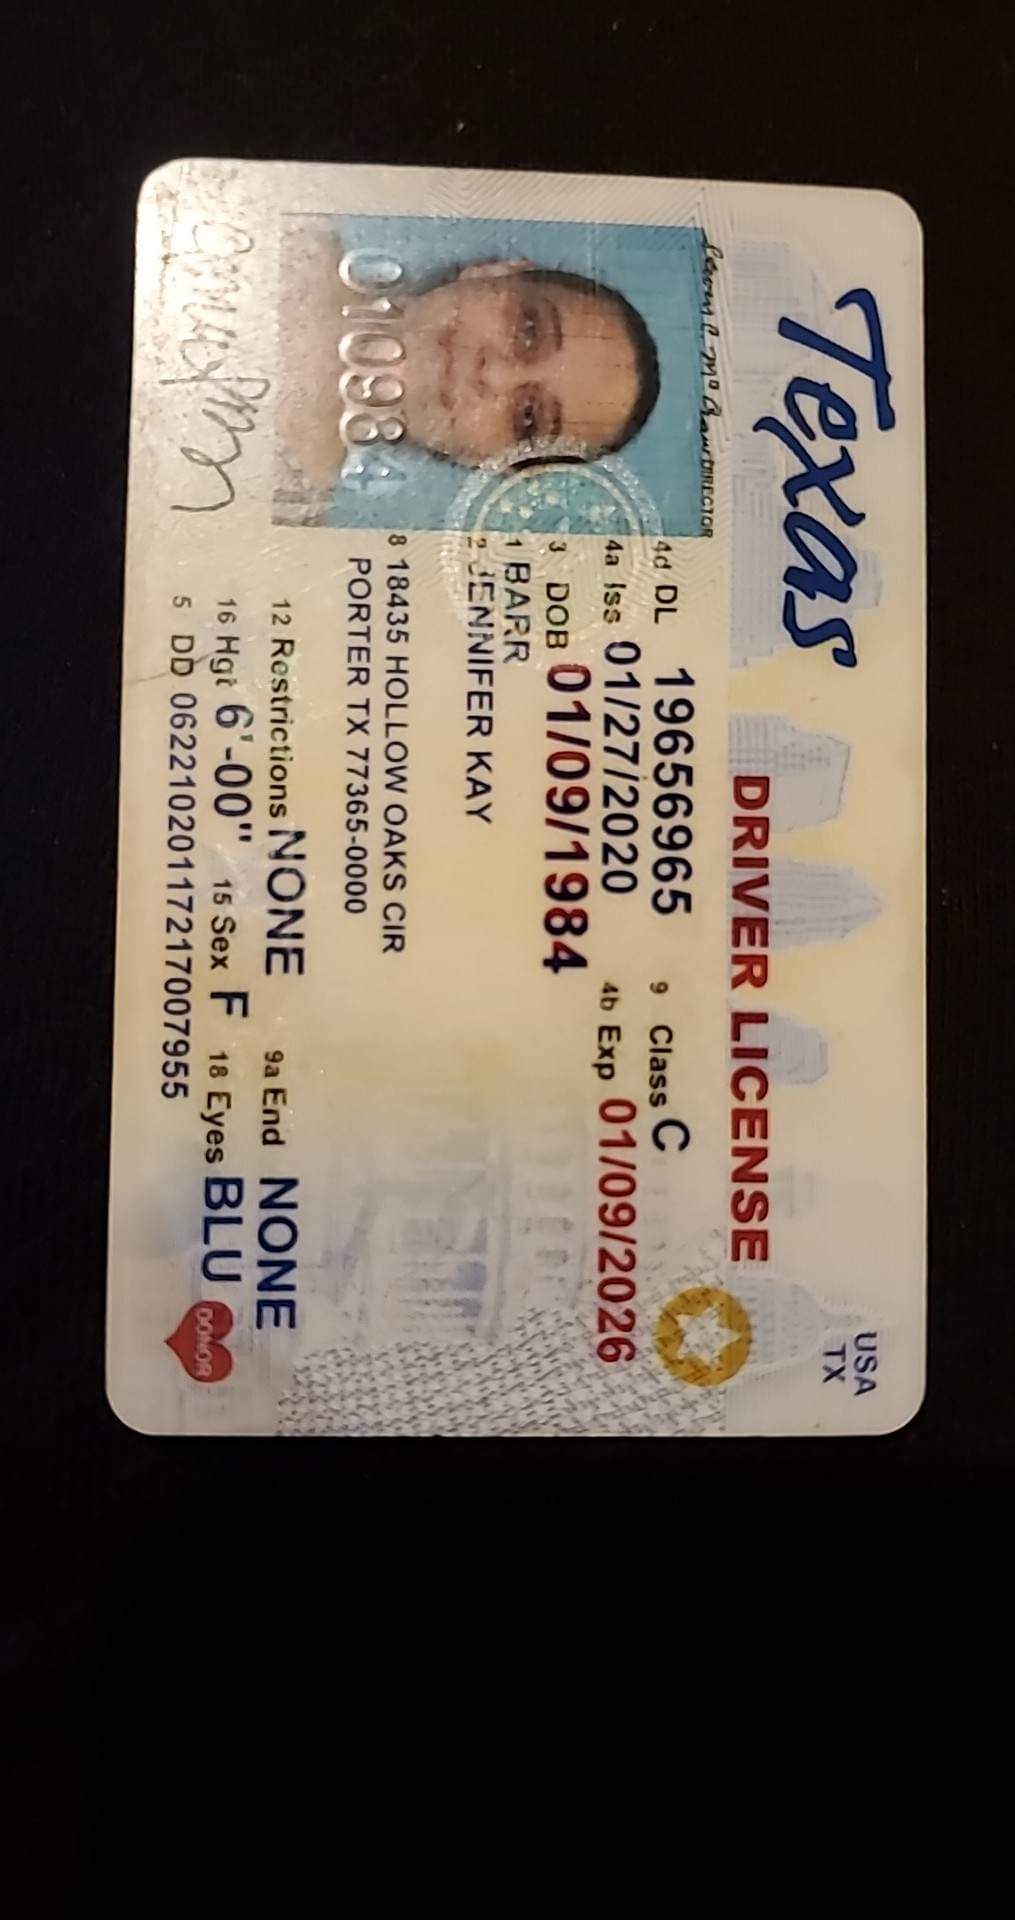 Texas
USA
TX
DRIVER LICENSE
DIRECTOR
4d DL 19656965 9 Class C
4a Iss 01/27/2020 4b Exp 01/09/2026
3 DOB 01/09/1984
1 BARR
2 JENNIFER KAY
8 18435 HOLLOW OAKS CIR
PORTER TX 77365-0000
12 Restrictions NONE 9a End NONE
16 Hgt 6'-00" 15 Sex F 18 Eyes BLU
5 DD 06221020117217007955
DONOR
010984